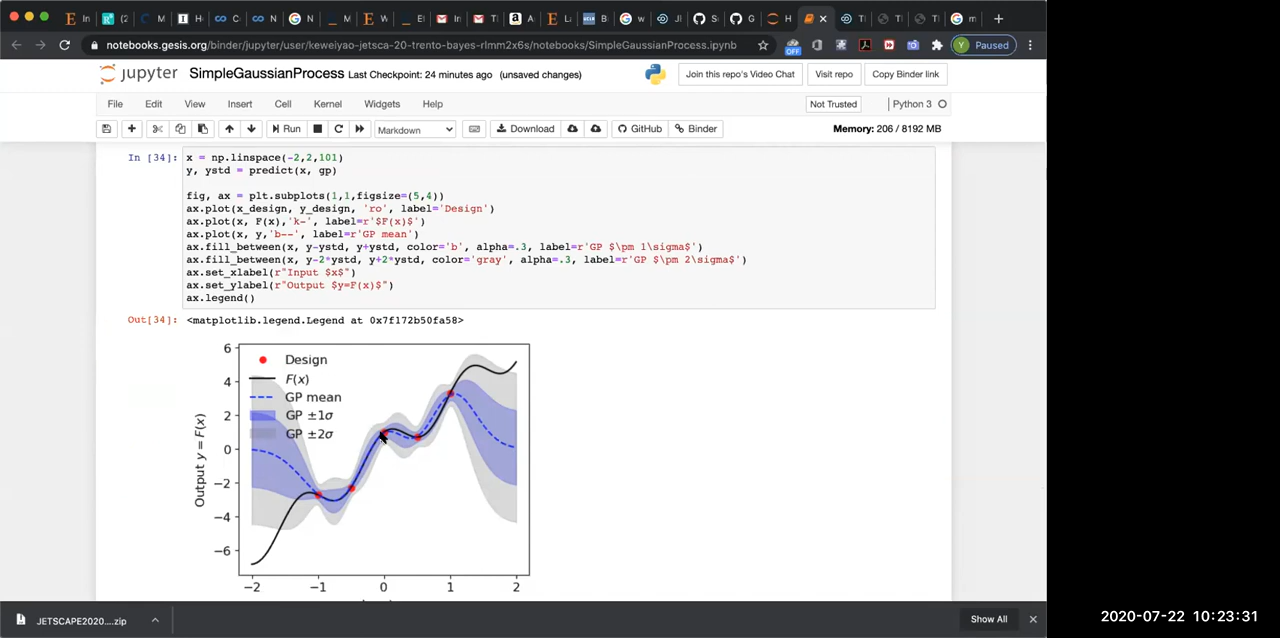 In
(2
C
M
I
H
C
N
N
M
E
W
E
In
T
A
L
B
w
JI
S
G
H
T
T
T
m
notebooks.gesis.org/binder/jupyter/user/keweiyao-jetsca-20-trento-bayes-rlmm2x6s/notebooks/SimpleGaussianProcess.ipynb
OFF
Y Paused
jupyter SimpleGaussianProcess Last Checkpoint: 24 minutes ago (unsaved changes)
Join this repo's Video Chat
Visit repo
Copy Binder link
File Edit View Insert Cell Kernel Widgets Help
Not Trusted
Python 3
Run
Markdown
Download
GitHub
Binder
Memory: 206 / 8192 MB
In [34]:
x = np.linspace(-2,2,101)
y, ystd = predict(x, gp)
fig, ax = plt.subplots(1,1,figsize=(5,4))
ax.plot(x_design, y_design, 'ro', label='Design')
ax.plot(x, F(x),'k-', label=r'$F(x)$')
ax.plot(x, y,'b--', label=r'GP mean')
ax.fill_between(x, y-ystd, y+ystd, color='b', alpha=.3, label=r'GP $\pm 1\sigma$')
ax.fill_between(x, y-2*ystd, y+2*ystd, color='gray', alpha=.3, label=r'GP $\pm 2\sigma$')
ax.set_xlabel(r"Input $x$")
ax.set_ylabel(r"Output $y=F(x)$")
ax.legend()
Out[34]: <matplotlib.legend.Legend at 0x7f172b50fa58>
Design
F(x)
GP mean
GP ±1σ
GP ±2σ
6
4
2
0
−2
−4
−6
Output y = F(x)
−2 −1 0 1 2
JETSCAPE2020....zip
Show All
2020-07-22 10:23:31